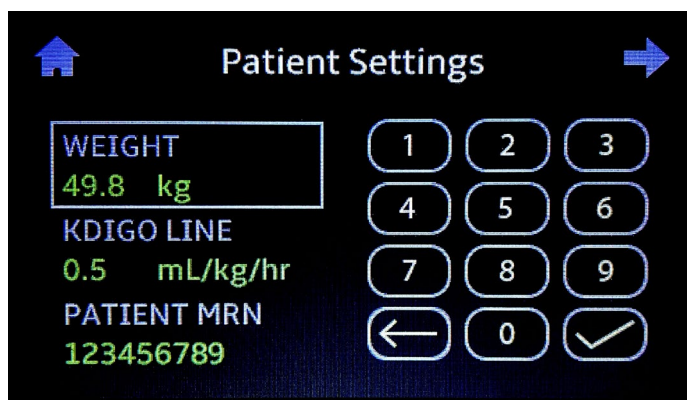 Patient Settings
WEIGHT
49.8 kg
KDIGO LINE
0.5 mL/kg/hr
PATIENT MRN
123456789
1 2 3
4 5 6
7 8 9
0